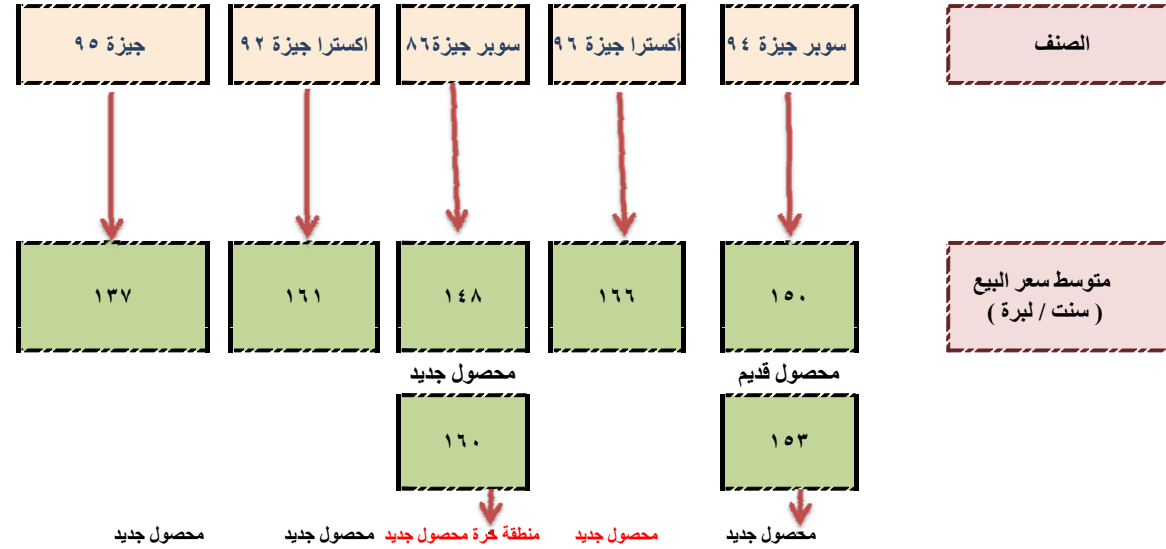 الصنف
سوبر جيزة ٩٤
أكسترا جيزة ٩٦
سوبر جيزة٨٦
اكسترا جيزة ٩٢
جيزة ٩٥
متوسط سعر البيع
( سنت / لبرة )
١٥٠
١٦٦
١٤٨
١٦١
١٣٧
محصول قديم
محصول جديد
١٥٣
١٦٠
محصول جديد
محصول جديد
منطقة حرة محصول جديد
محصول جديد
محصول جديد